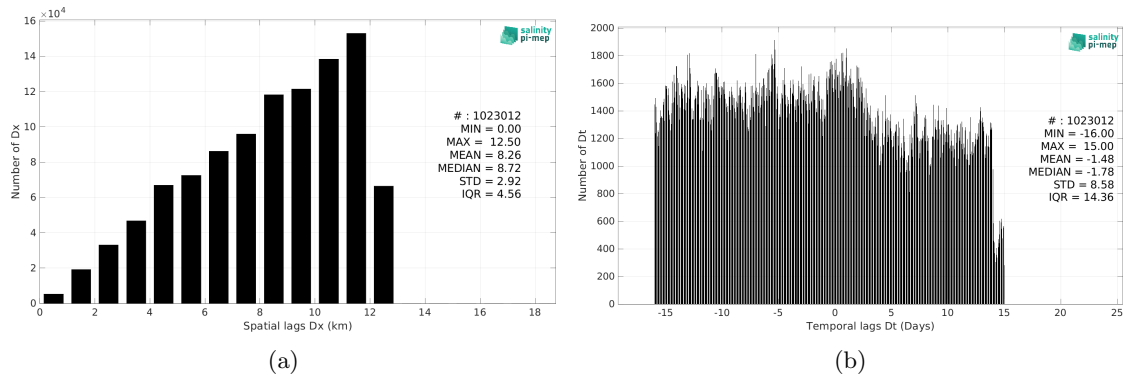 ×10⁴
16
14
12
10
8
6
4
2
0
Number of Dx
0 2 4 6 8 10 12 14 16 18
Spatial lags Dx (km)
salinity
pi-mep
# : 1023012
MIN = 0.00
MAX = 12.50
MEAN = 8.26
MEDIAN = 8.72
STD = 2.92
IQR = 4.56
(a)
2000
1800
1600
1400
1200
1000
800
600
400
200
0
Number of Dt
-15 -10 -5 0 5 10 15 20 25
Temporal lags Dt (Days)
salinity
pi-mep
# : 1023012
MIN = -16.00
MAX = 15.00
MEAN = -1.48
MEDIAN = -1.78
STD = 8.58
IQR = 14.36
(b)